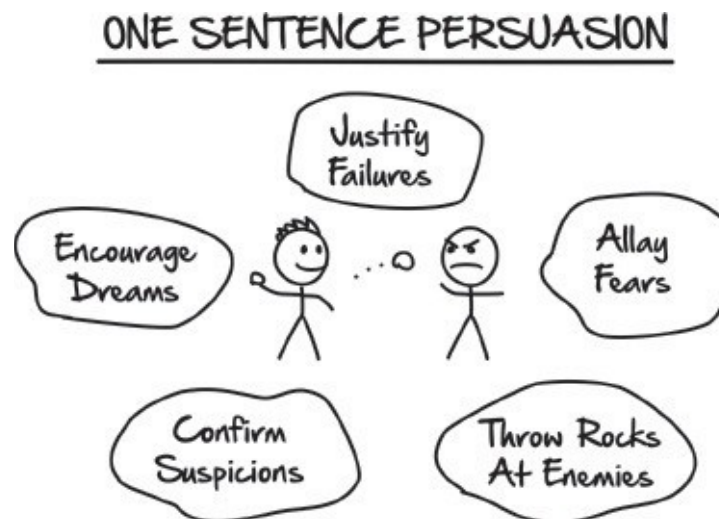 ONE SENTENCE PERSUASION
Justify
Failures
Encourage
Dreams
Allay
Fears
Confirm
Suspicions
Throw Rocks
At Enemies